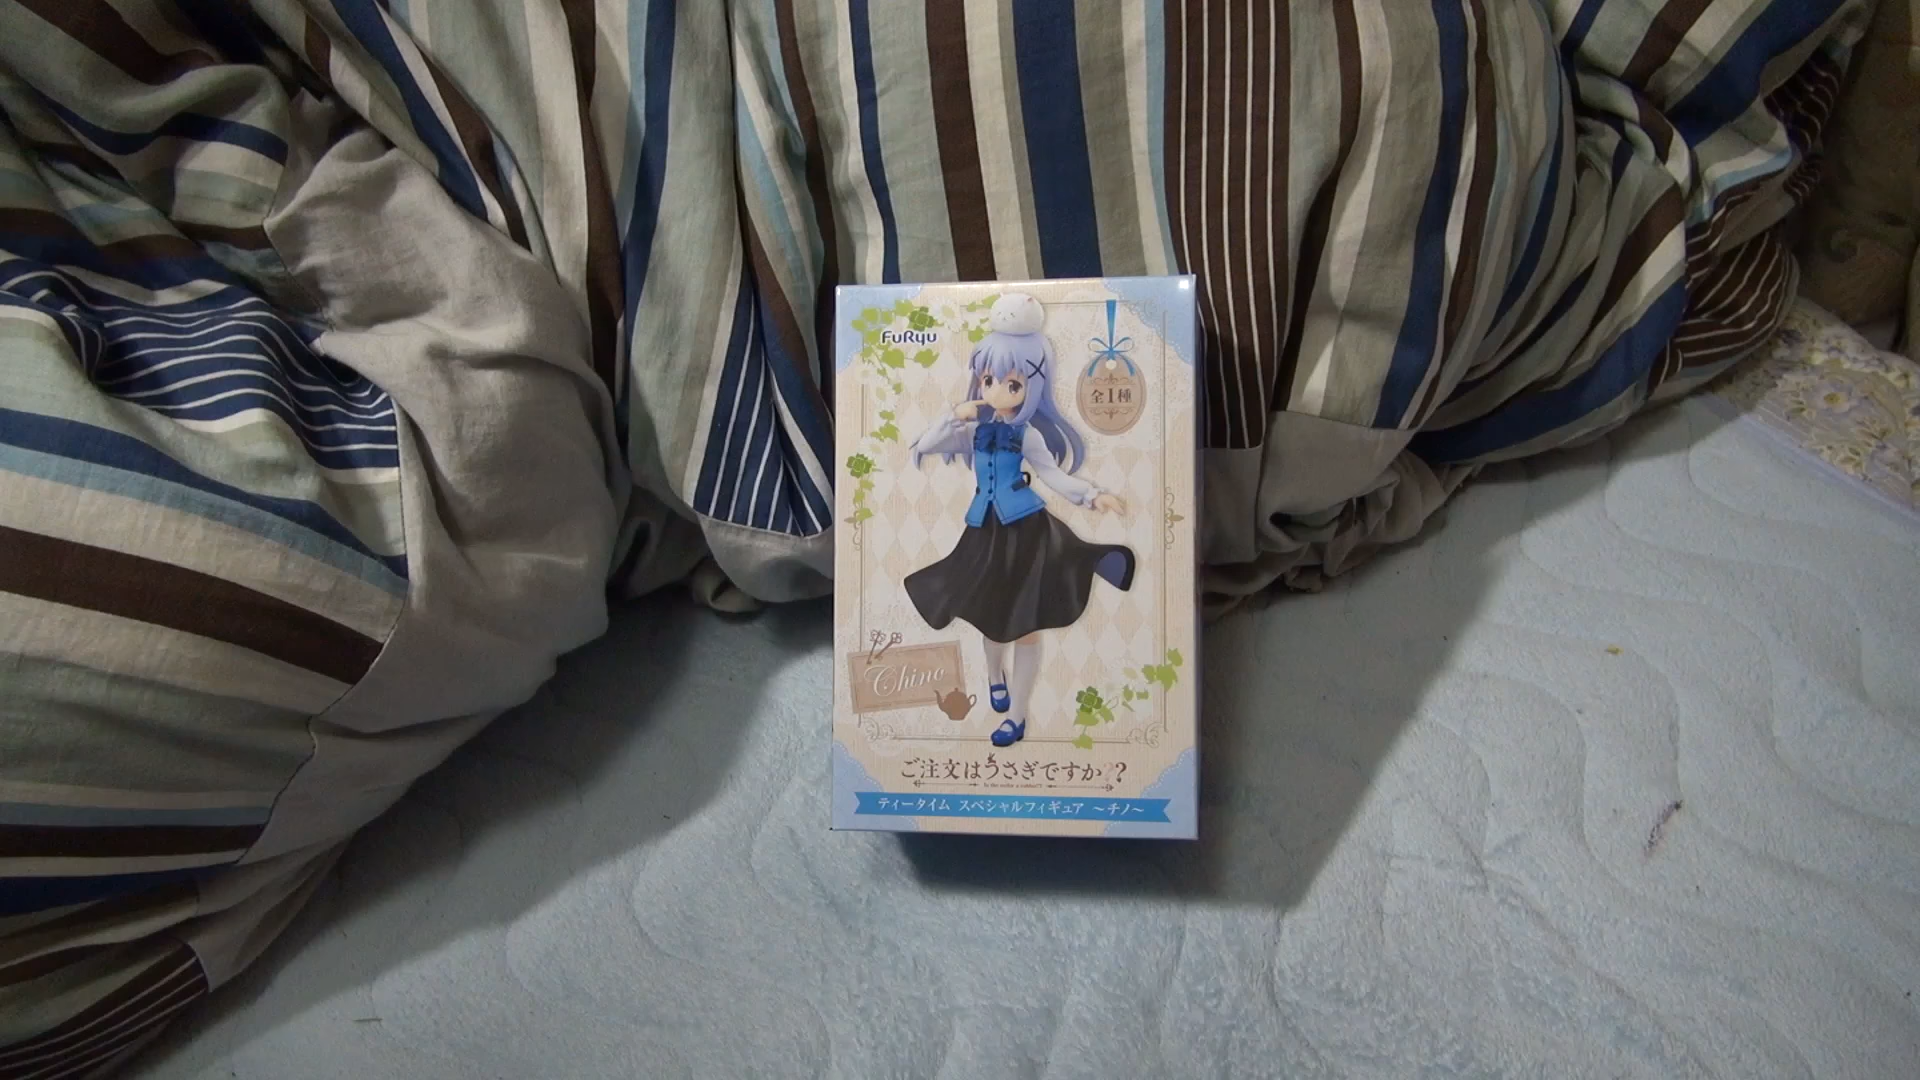 FuRyu
全1種
Chino
ご注文はうさぎですか??
Is the order a rabbit??
ティータイム スペシャルフィギュア ~チノ~